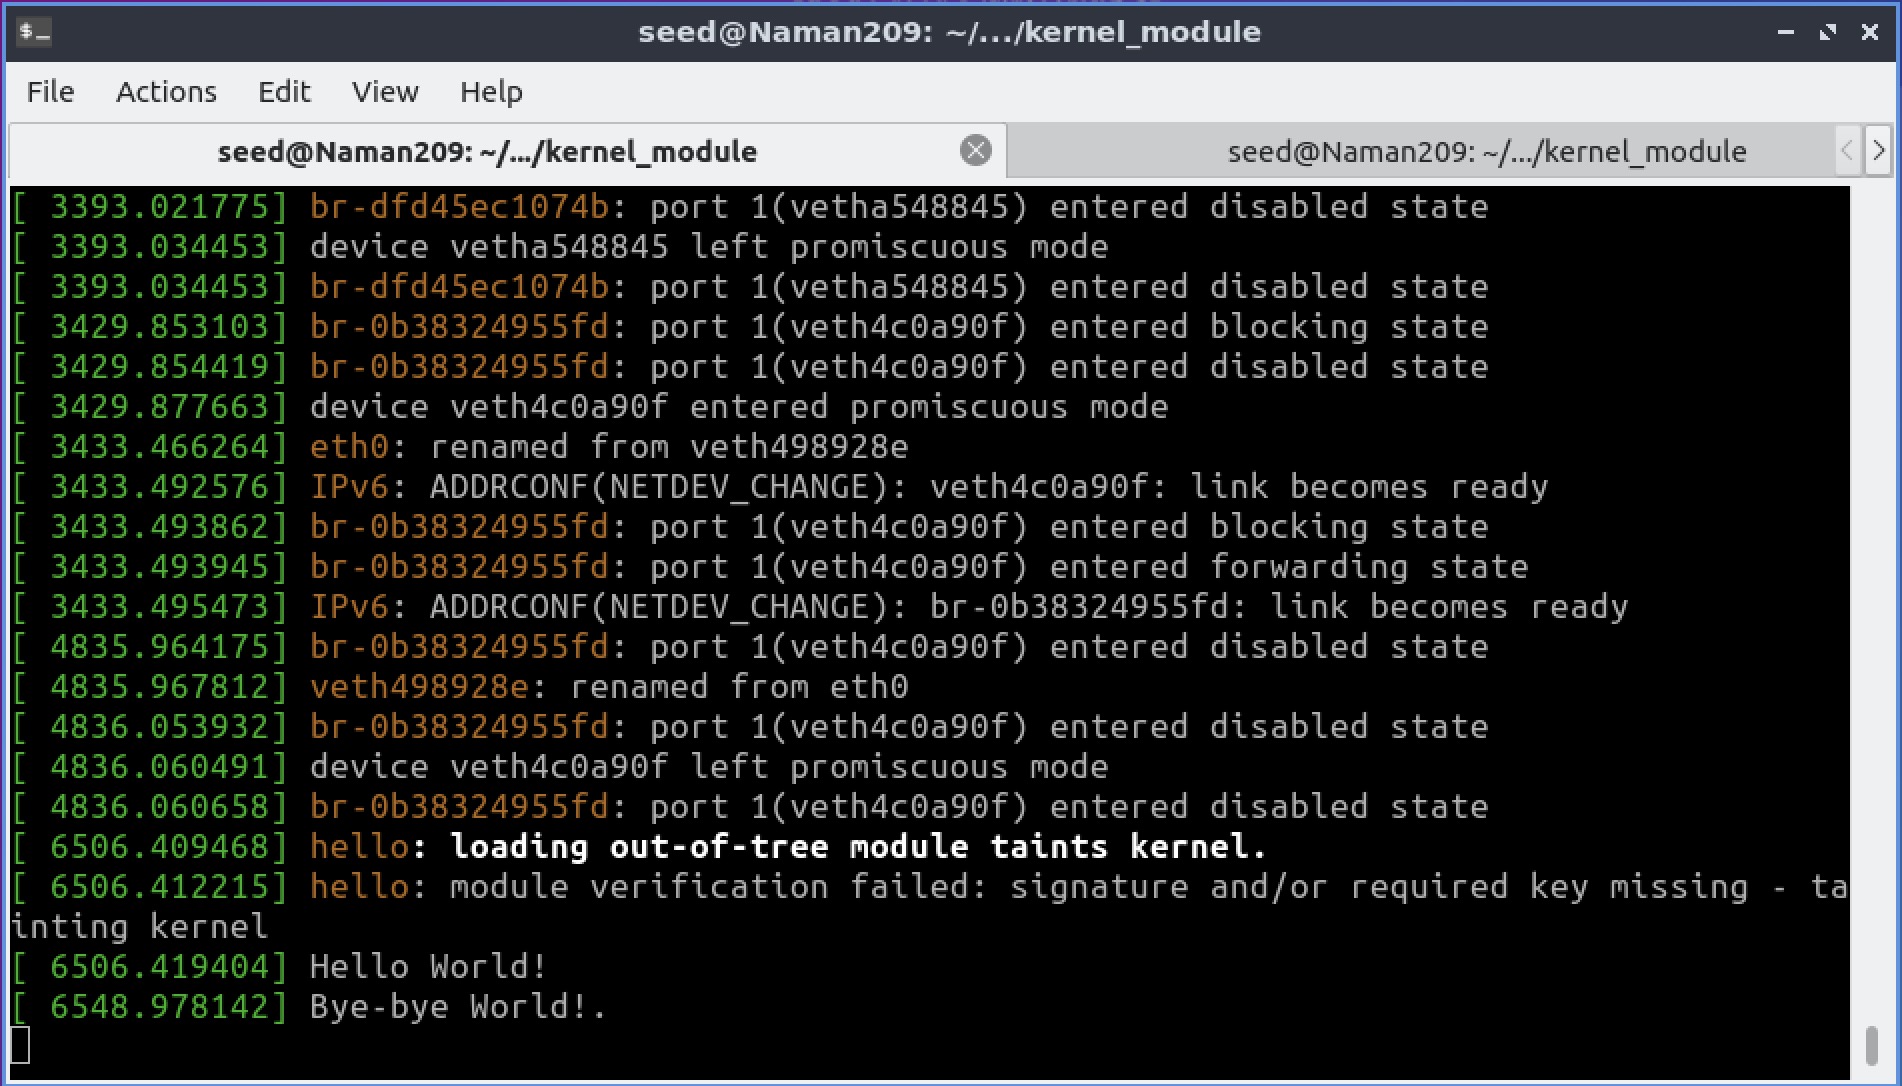 seed@Naman209: ~/.../kernel_module
File Actions Edit View Help
seed@Naman209: ~/.../kernel_module seed@Naman209: ~/.../kernel_module
[ 3393.021775] br-dfd45ec1074b: port 1(vetha548845) entered disabled state
[ 3393.034453] device vetha548845 left promiscuous mode
[ 3393.034453] br-dfd45ec1074b: port 1(vetha548845) entered disabled state
[ 3429.853103] br-0b38324955fd: port 1(veth4c0a90f) entered blocking state
[ 3429.854419] br-0b38324955fd: port 1(veth4c0a90f) entered disabled state
[ 3429.877663] device veth4c0a90f entered promiscuous mode
[ 3433.466264] eth0: renamed from veth498928e
[ 3433.492576] IPv6: ADDRCONF(NETDEV_CHANGE): veth4c0a90f: link becomes ready
[ 3433.493862] br-0b38324955fd: port 1(veth4c0a90f) entered blocking state
[ 3433.493945] br-0b38324955fd: port 1(veth4c0a90f) entered forwarding state
[ 3433.495473] IPv6: ADDRCONF(NETDEV_CHANGE): br-0b38324955fd: link becomes ready
[ 4835.964175] br-0b38324955fd: port 1(veth4c0a90f) entered disabled state
[ 4835.967812] veth498928e: renamed from eth0
[ 4836.053932] br-0b38324955fd: port 1(veth4c0a90f) entered disabled state
[ 4836.060491] device veth4c0a90f left promiscuous mode
[ 4836.060658] br-0b38324955fd: port 1(veth4c0a90f) entered disabled state
[ 6506.409468] hello: loading out-of-tree module taints kernel.
[ 6506.412215] hello: module verification failed: signature and/or required key missing - ta
inting kernel
[ 6506.419404] Hello World!
[ 6548.978142] Bye-bye World!.